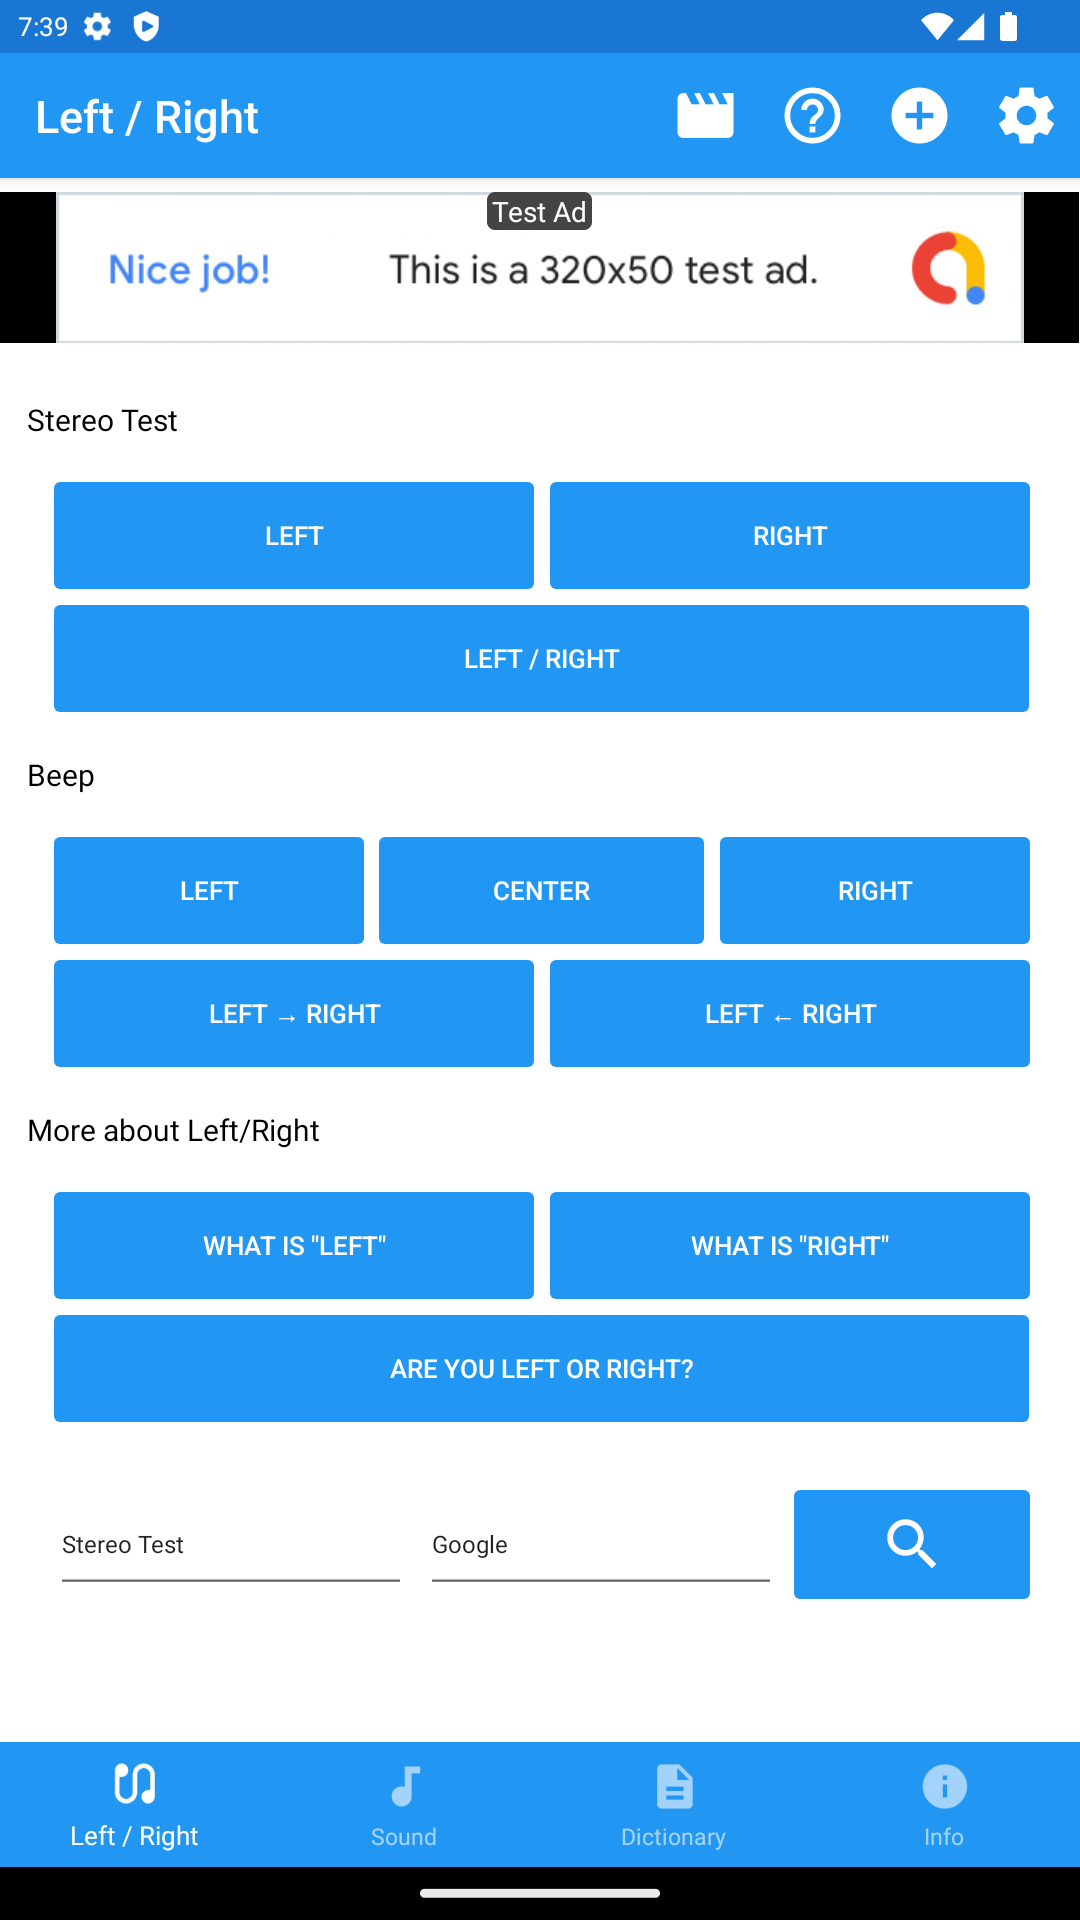 7:39
Left / Right
Test Ad
Nice job! This is a 320x50 test ad.
Stereo Test
LEFT RIGHT
LEFT / RIGHT
Beep
LEFT CENTER RIGHT
LEFT → RIGHT LEFT ← RIGHT
More about Left/Right
WHAT IS "LEFT" WHAT IS "RIGHT"
ARE YOU LEFT OR RIGHT?
Stereo Test Google
Left / Right Sound Dictionary Info